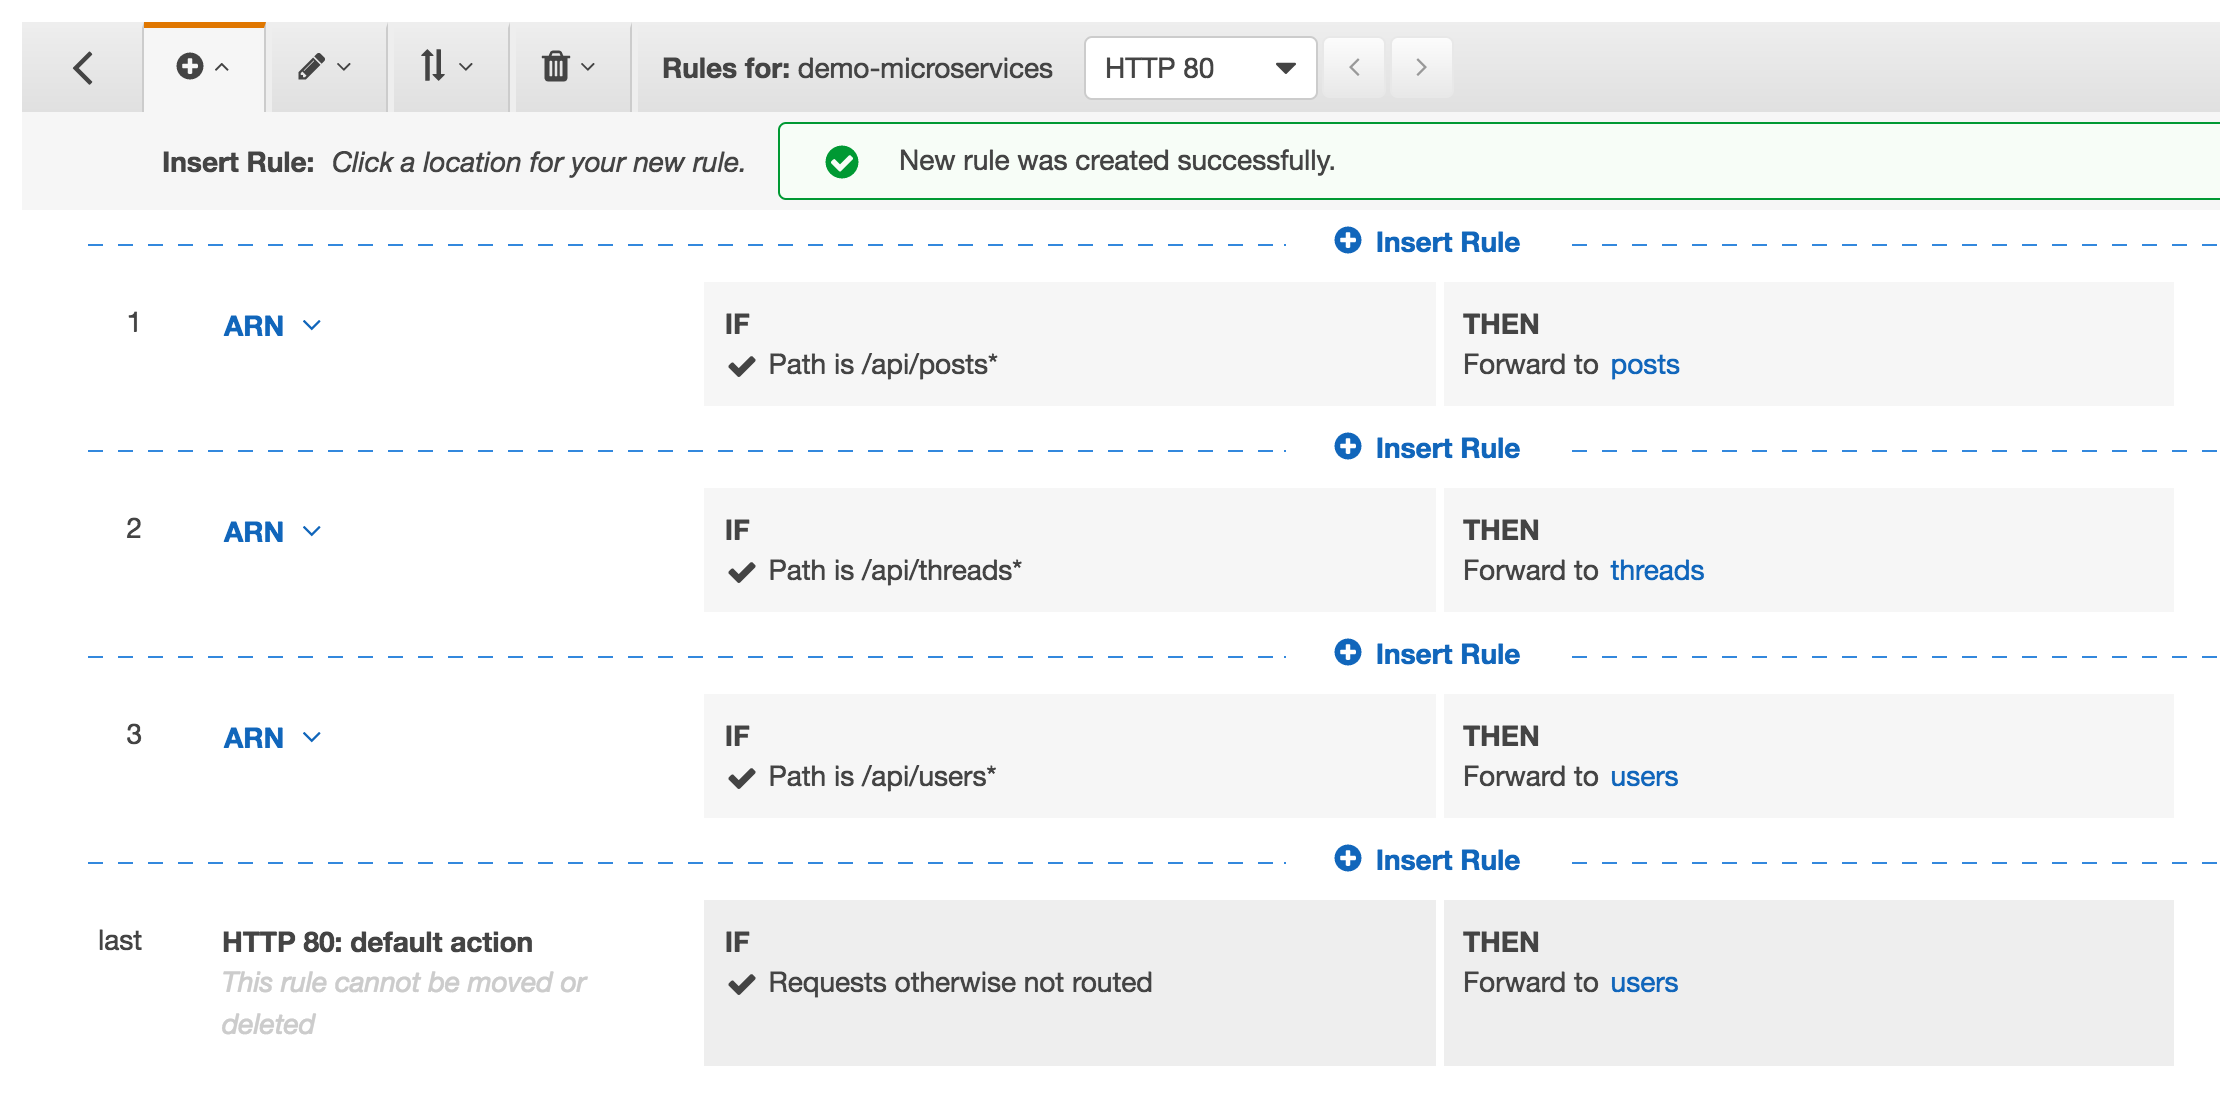 Rules for: demo-microservices HTTP 80
Insert Rule: Click a location for your new rule. New rule was created successfully.
Insert Rule
1 ARN IF THEN
Path is /api/posts* Forward to posts
Insert Rule
2 ARN IF THEN
Path is /api/threads* Forward to threads
Insert Rule
3 ARN IF THEN
Path is /api/users* Forward to users
Insert Rule
last HTTP 80: default action IF THEN
This rule cannot be moved or Requests otherwise not routed Forward to users
deleted